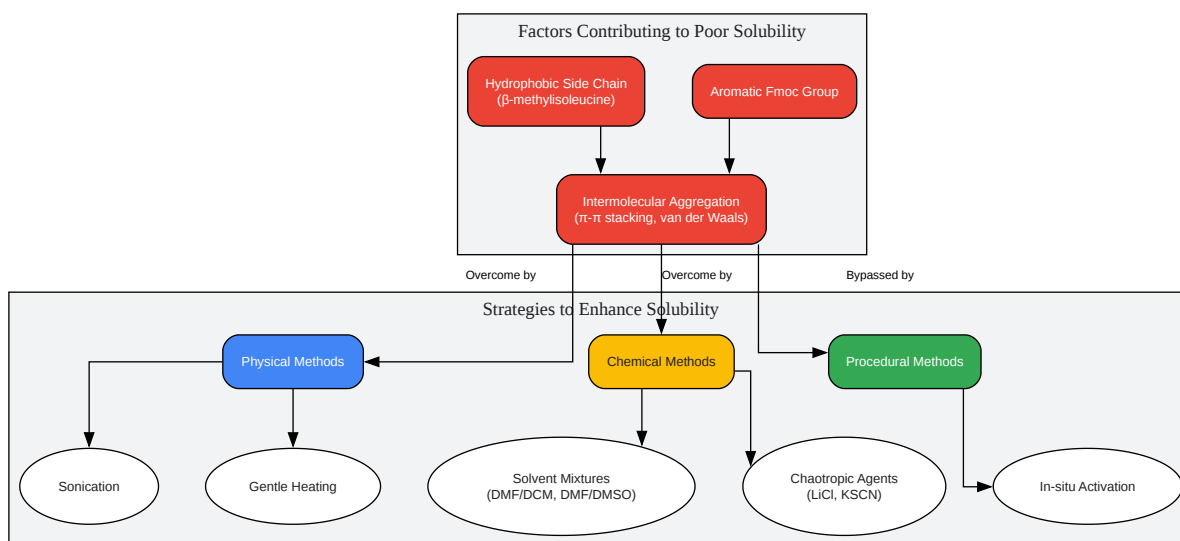 Factors Contributing to Poor Solubility
Hydrophobic Side Chain
(β-methylisoleucine)
Aromatic Fmoc Group
Intermolecular Aggregation
(π-π stacking, van der Waals)
Overcome by
Overcome by
Bypassed by
Strategies to Enhance Solubility
Physical Methods
Chemical Methods
Procedural Methods
Sonication
Gentle Heating
Solvent Mixtures
(DMF/DCM, DMF/DMSO)
Chaotropic Agents
(LiCl, KSCN)
In-situ Activation